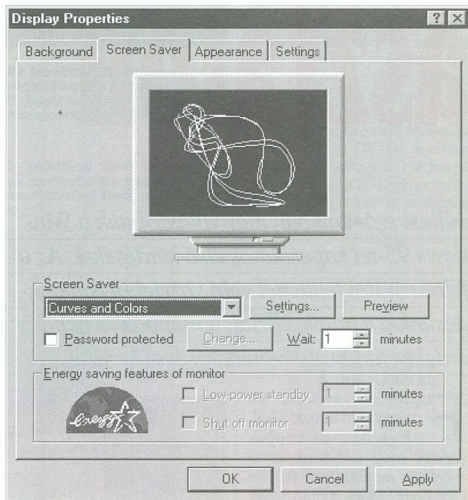 Display Properties
Background Screen Saver Appearance Settings
Screen Saver
Curves and Colors Settings... Preview
Password protected Change... Wait: 1 minutes
Energy saving features of monitor
energy Low-power standby 1 minutes
Shut off monitor 1 minutes
OK Cancel Apply